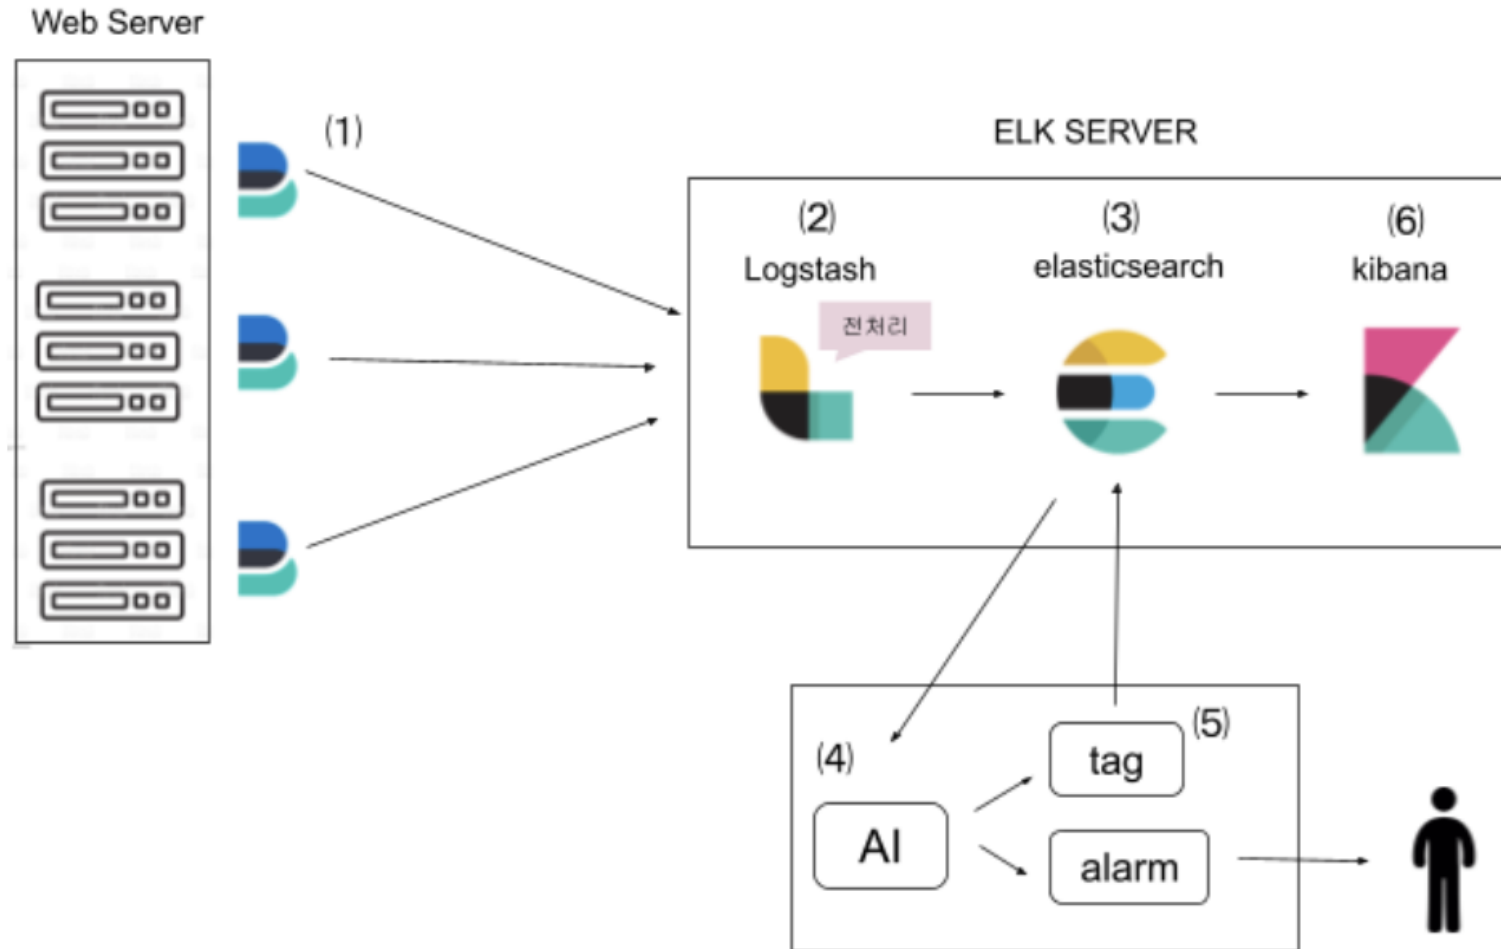 Web Server
(1)
ELK SERVER
(2)
Logstash
전처리
(3)
elasticsearch
(6)
kibana
(4)
AI
tag
(5)
alarm